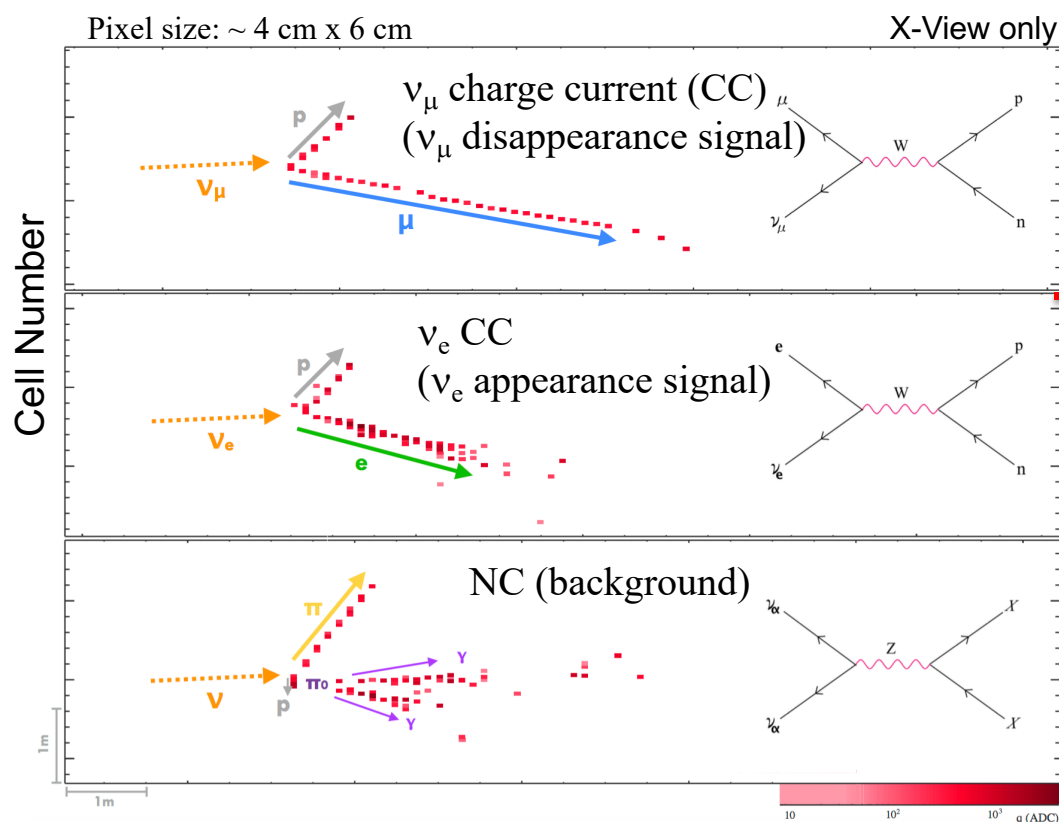 Pixel size: ~ 4 cm x 6 cm
X-View only
Cell Number
νμ charge current (CC)
(νμ disappearance signal)
p
νμ
μ
μ
p
W
νμ
n
νe CC
(νe appearance signal)
p
νe
e
e
p
W
νe
n
NC (background)
π
γ
ν
π0
p
γ
να
X
Z
να
X
1m
1m
10
10²
10³
q (ADC)